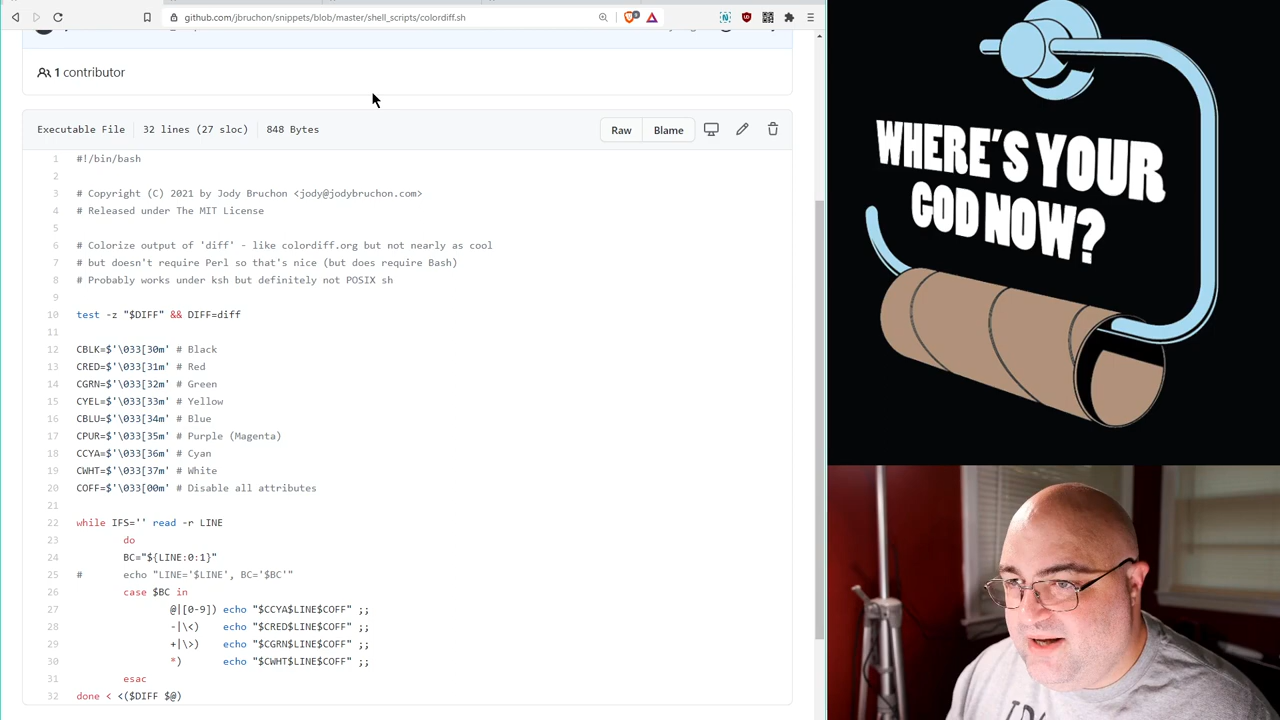 github.com/jbruchon/snippets/blob/master/shell_scripts/colordiff.sh
1 contributor
Executable File 32 lines (27 sloc) 848 Bytes
Raw Blame
1 #!/bin/bash
2
3 # Copyright (C) 2021 by Jody Bruchon <jody@jodybruchon.com>
4 # Released under The MIT License
5
6 # Colorize output of 'diff' - like colordiff.org but not nearly as cool
7 # but doesn't require Perl so that's nice (but does require Bash)
8 # Probably works under ksh but definitely not POSIX sh
9
10 test -z "$DIFF" && DIFF=diff
11
12 CBLK=$'\033[30m' # Black
13 CRED=$'\033[31m' # Red
14 CGRN=$'\033[32m' # Green
15 CYEL=$'\033[33m' # Yellow
16 CBLU=$'\033[34m' # Blue
17 CPUR=$'\033[35m' # Purple (Magenta)
18 CCYA=$'\033[36m' # Cyan
19 CWHT=$'\033[37m' # White
20 COFF=$'\033[00m' # Disable all attributes
21
22 while IFS='' read -r LINE
23 do
24 BC="${LINE:0:1}"
25 # echo "LINE='$LINE', BC='$BC'"
26 case $BC in
27 @|[0-9]) echo "$CCYA$LINE$COFF" ;;
28 -|\<) echo "$CRED$LINE$COFF" ;;
29 +|\>) echo "$CGRN$LINE$COFF" ;;
30 *) echo "$CWHT$LINE$COFF" ;;
31 esac
32 done < <($DIFF $@)
WHERE'S YOUR
GOD NOW?